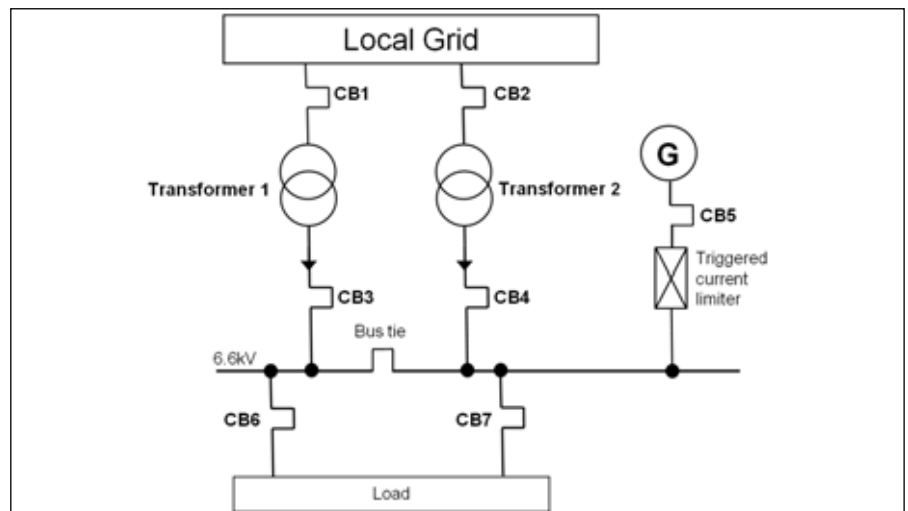 Local Grid
CB1
CB2
G
Transformer 1
Transformer 2
CB5
Triggered
current
limiter
CB3
CB4
Bus tie
6.6kV
CB6
CB7
Load